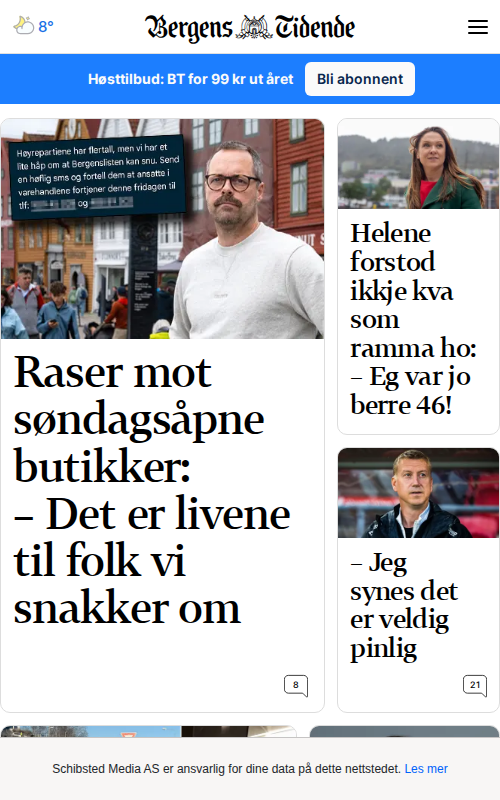 8°
Bergens Tidende
Høsttilbud: BT for 99 kr ut året
Bli abonnent
Høyrepartiene har flertall, men vi har et
lite håp om at Bergenslisten kan snu. Send
en høflig sms og fortell dem at ansatte i
varehandlene fortjener denne fridagen til
tlf:
og
Raser mot
søndagsåpne
butikker:
– Det er livene
til folk vi
snakker om
8
Helene
forstod
ikkje kva
som
ramma ho:
– Eg var jo
berre 46!
– Jeg
synes det
er veldig
pinlig
21
Schibsted Media AS er ansvarlig for dine data på dette nettstedet. Les mer